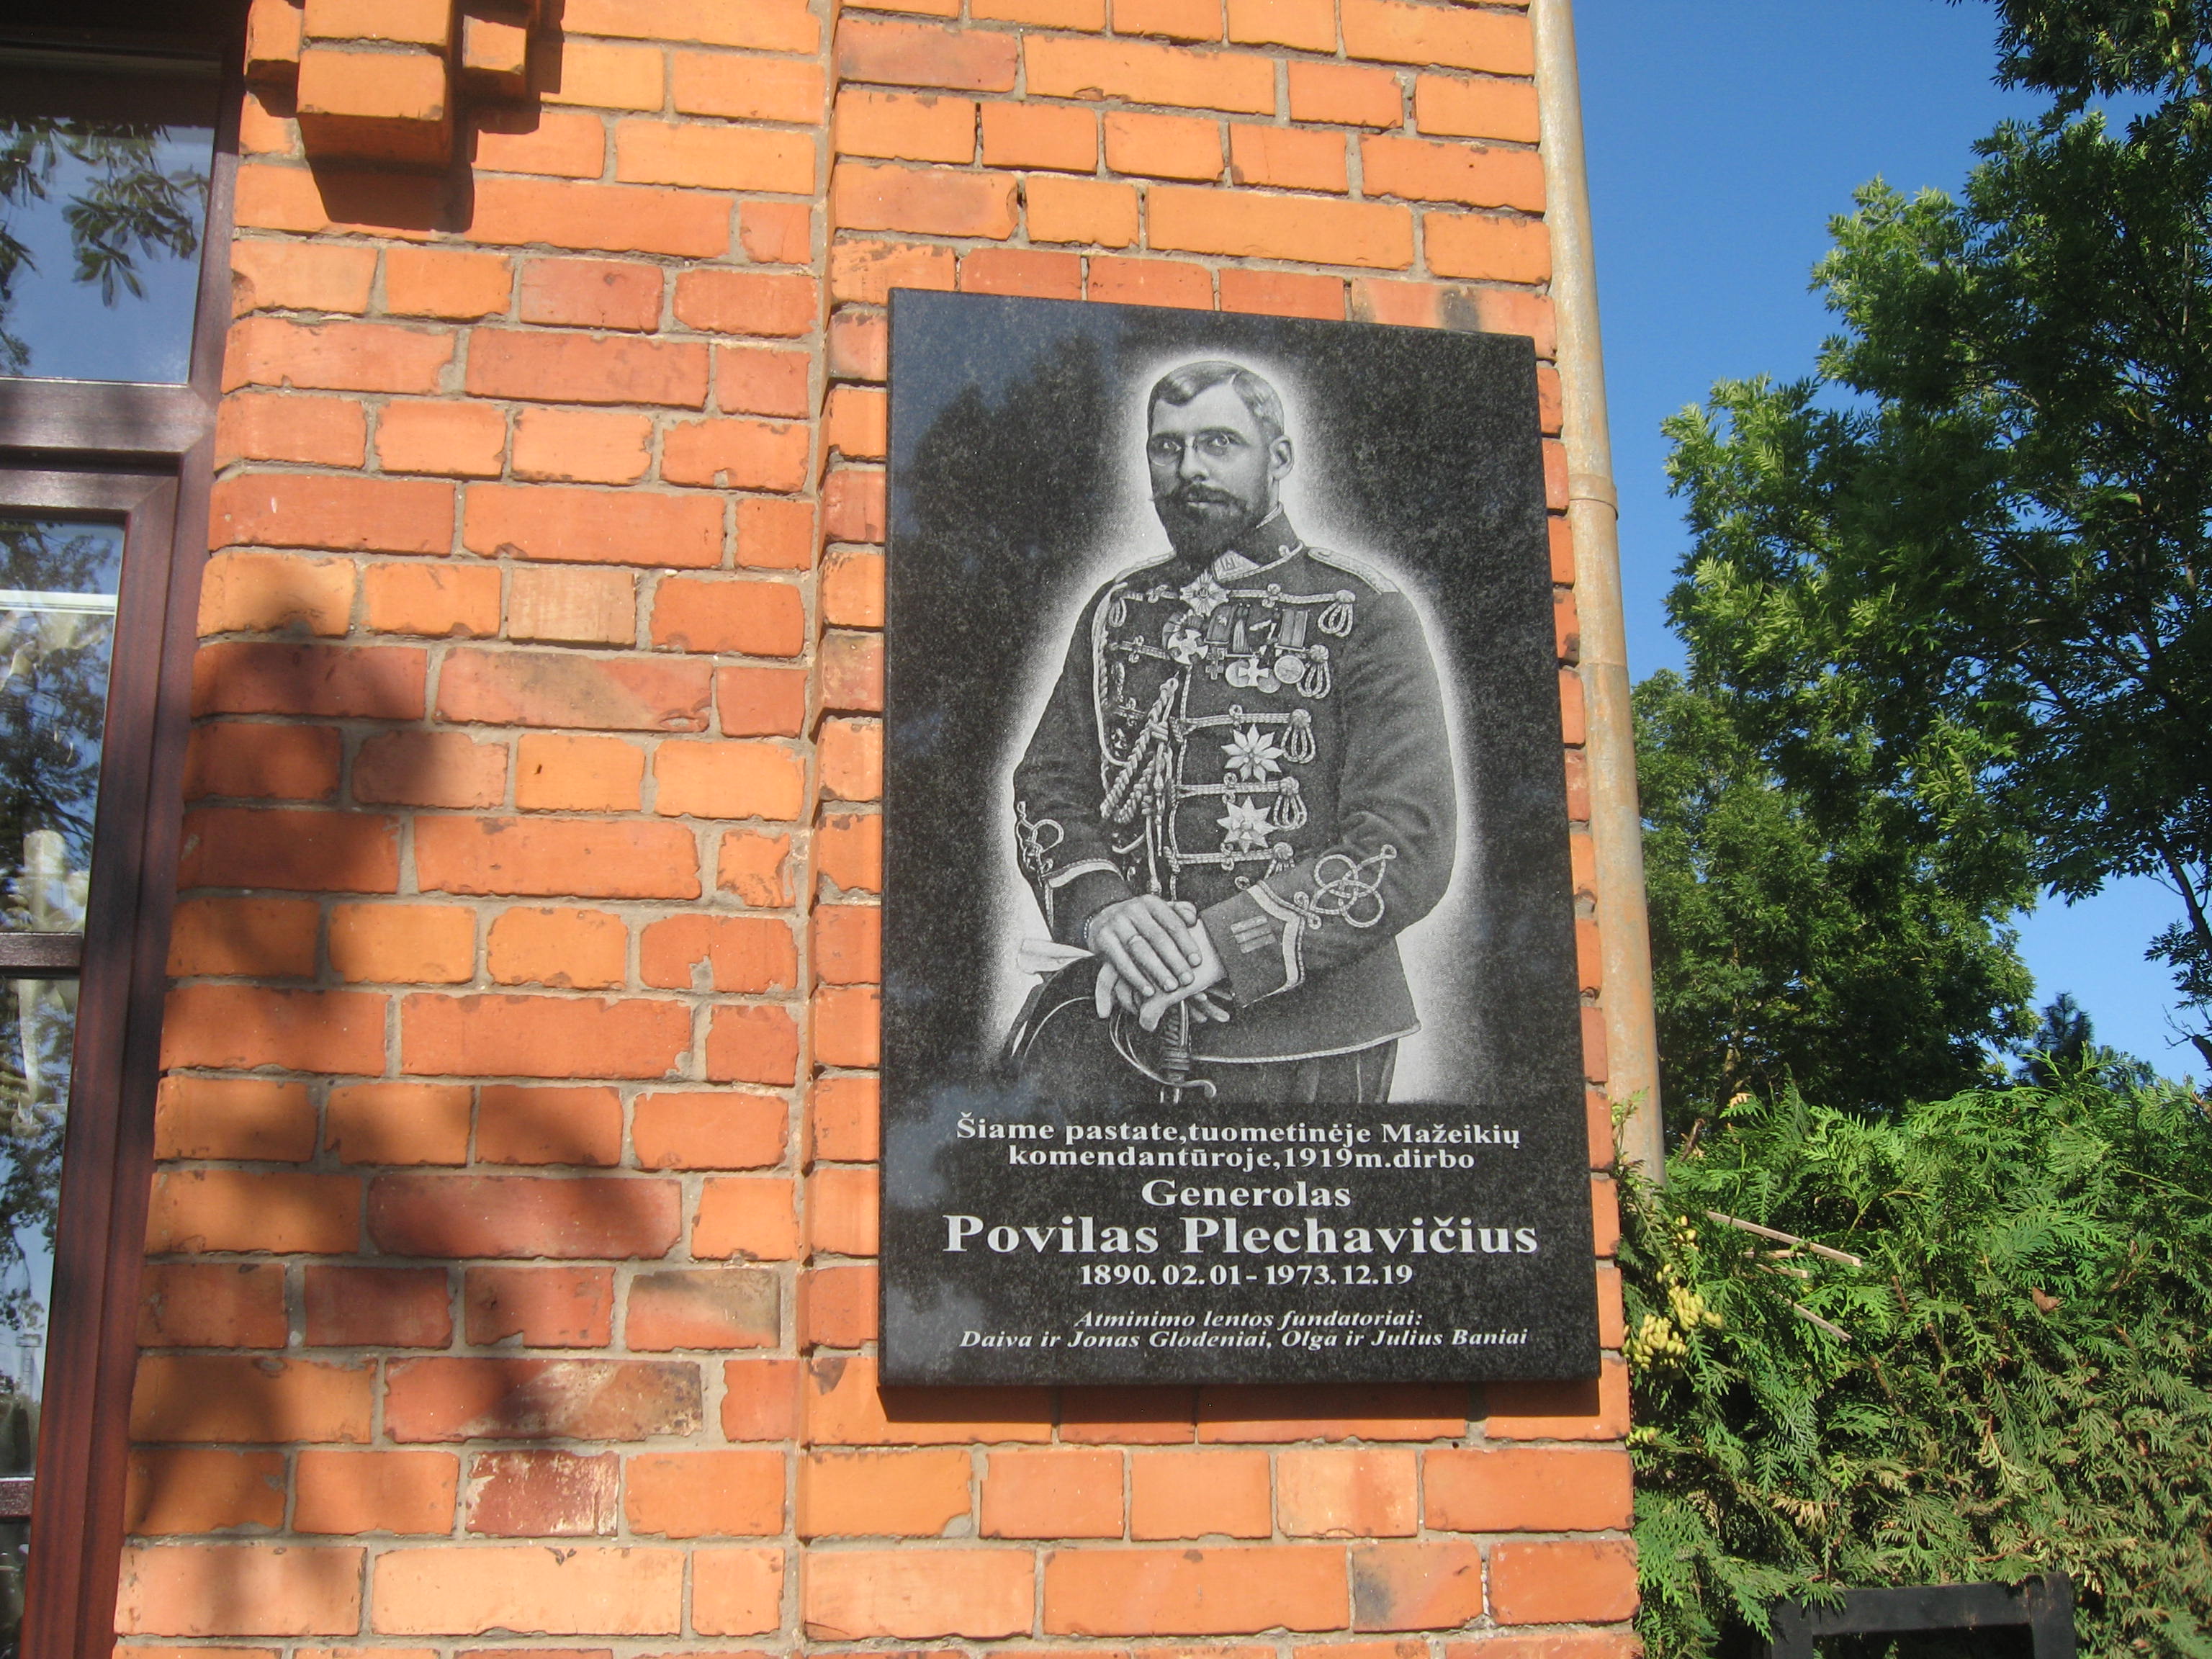 Šiame pastate,tuometinėje Mažeikių
komendantūroje,1919m.dirbo
Generolas
Povilas Plechavičius
1890.02.01-1973.12.19
Atminimo lentos fundatoriai:
Daiva ir Jonas Glodeniai, Olga ir Julius Baniai